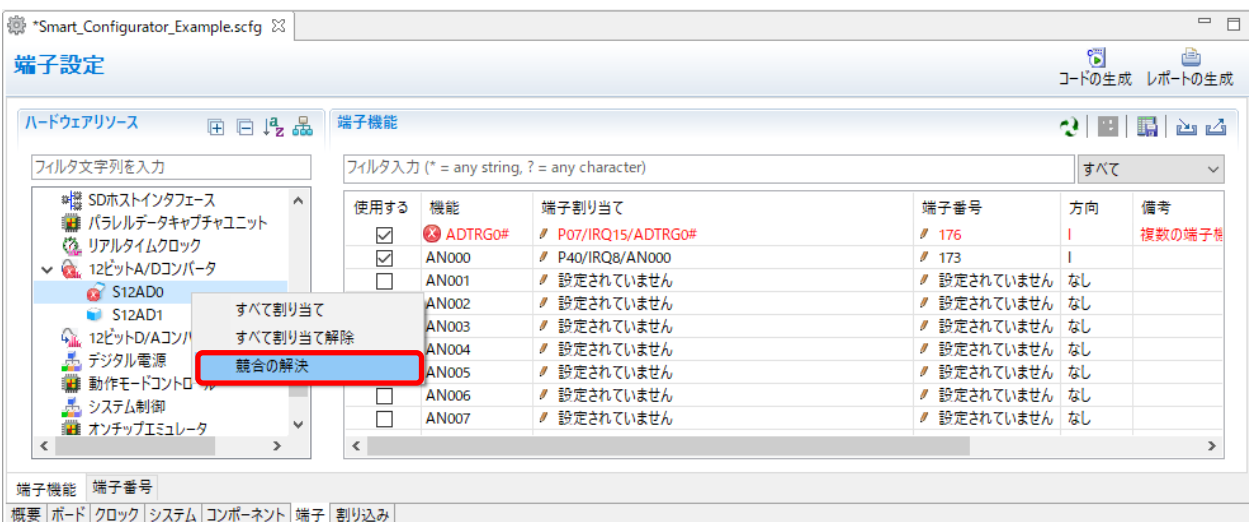 *Smart_Configurator_Example.scfg
端子設定
コードの生成 レポートの生成
ハードウェアリソース
端子機能
フィルタ文字列を入力
フィルタ入力 (* = any string, ? = any character)
すべて
SDホストインタフェース
パラレルデータキャプチャユニット
リアルタイムクロック
12ビットA/Dコンバータ
S12AD0
S12AD1
12ビットD/Aコンバ
デジタル電源
動作モードコントロール
システム制御
オンチップエミュレータ
すべて割り当て
すべて割り当て解除
競合の解決
使用する 機能 端子割り当て 端子番号 方向 備考
ADTRG0# P07/IRQ15/ADTRG0# 176 I 複数の端子機
AN000 P40/IRQ8/AN000 173 I
AN001 設定されていません 設定されていません なし
AN002 設定されていません 設定されていません なし
AN003 設定されていません 設定されていません なし
AN004 設定されていません 設定されていません なし
AN005 設定されていません 設定されていません なし
AN006 設定されていません 設定されていません なし
AN007 設定されていません 設定されていません なし
端子機能 端子番号
概要 ボード クロック システム コンポーネント 端子 割り込み